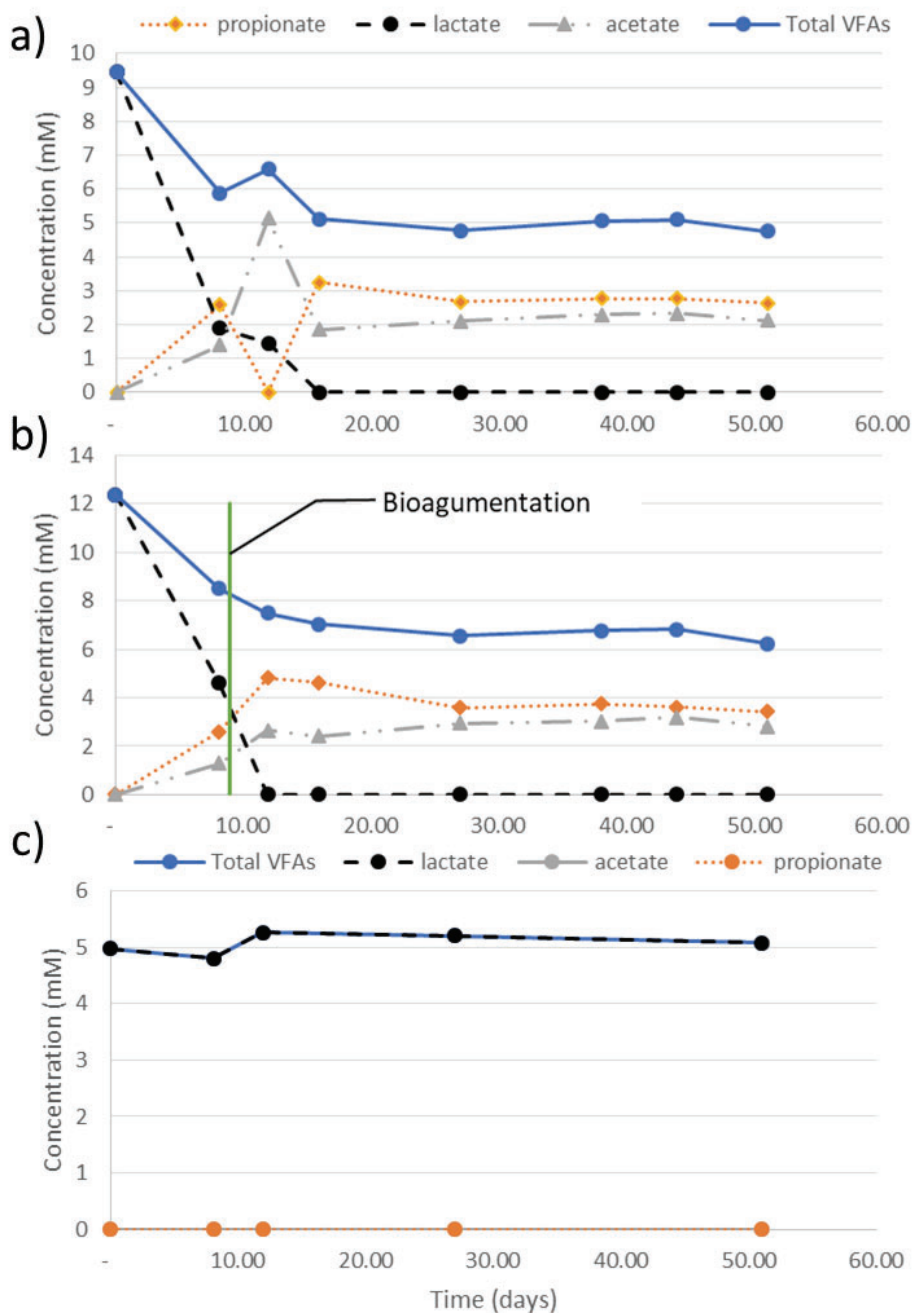 a)
propionate lactate acetate Total VFAs
10
9
8
7
6
5
4
3
2
1
0
Concentration (mM)
- 10.00 20.00 30.00 40.00 50.00 60.00
b)
14
12
10
8
6
4
2
0
Concentration (mM)
Bioagumentation
- 10.00 20.00 30.00 40.00 50.00 60.00
c)
Total VFAs lactate acetate propionate
6
5
4
3
2
1
0
Concentration (mM)
- 10.00 20.00 30.00 40.00 50.00 60.00
Time (days)